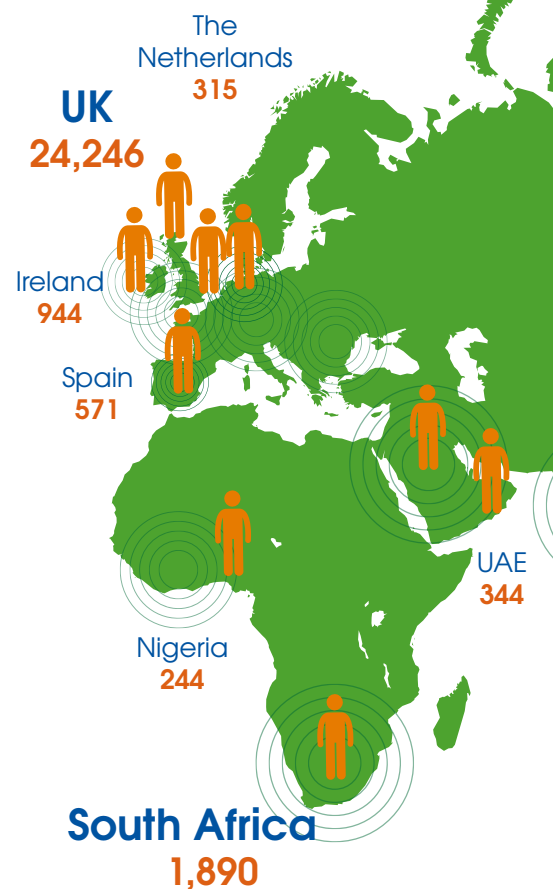 The
Netherlands
315
UK
24,246
Ireland
944
Spain
571
UAE
344
Nigeria
244
South Africa
1,890